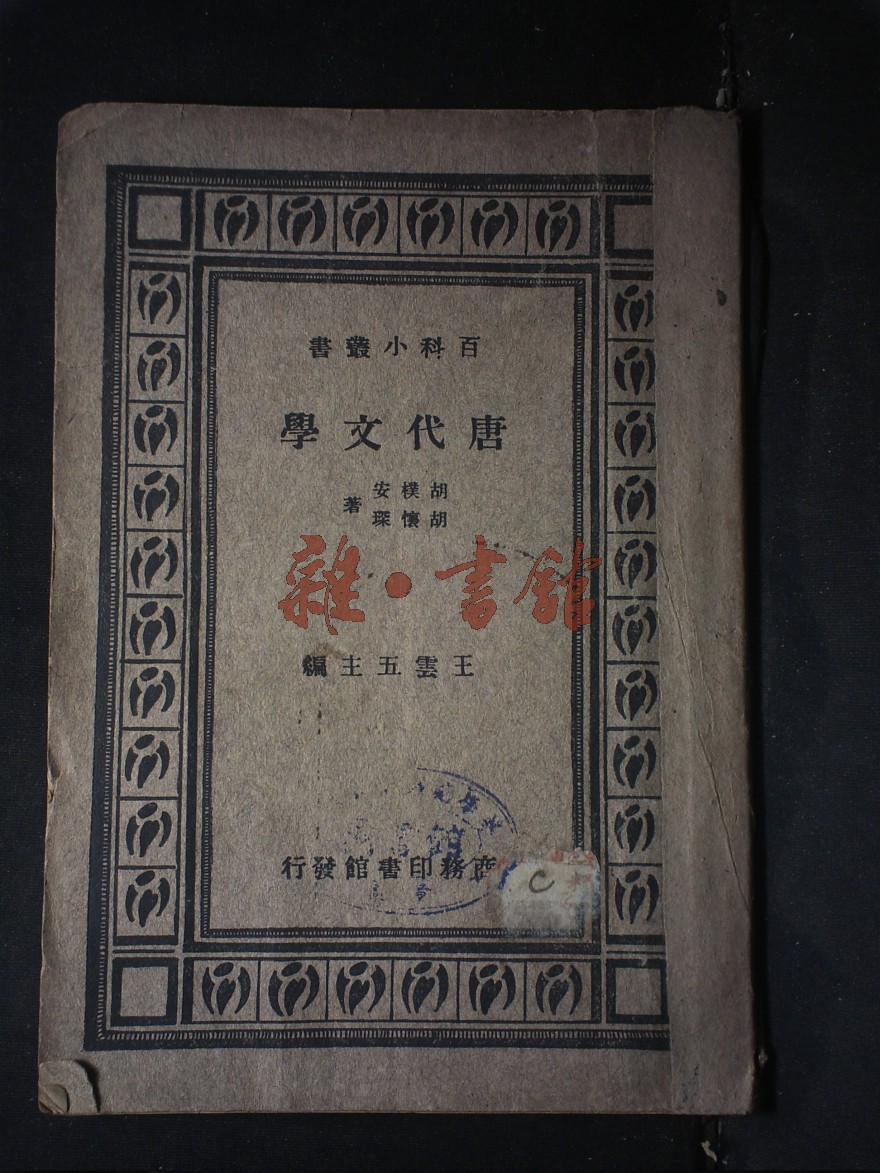 百科小叢書
唐代文學
胡樸安
胡懷琛
著
雜·書館
王雲五主編
商務印書館發行
C